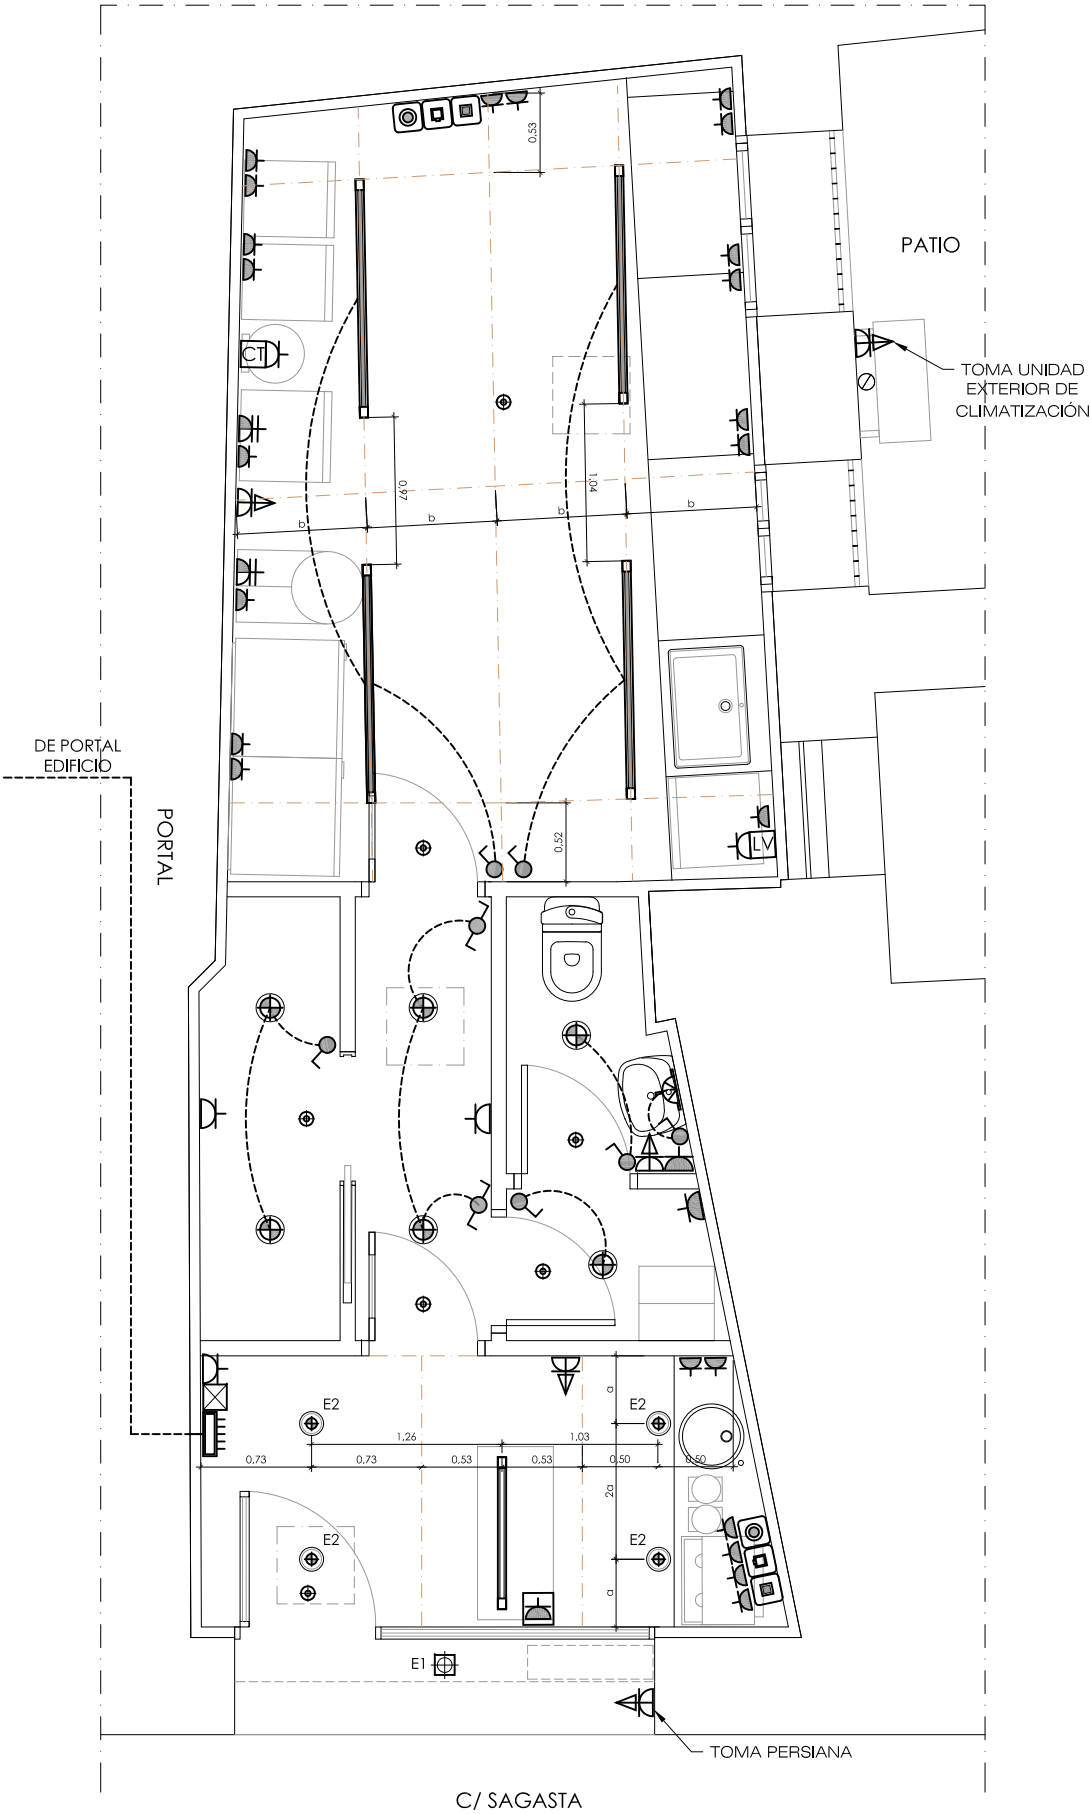 0,53
PATIO
CT
TOMA UNIDAD
EXTERIOR DE
CLIMATIZACIÓN
0,97
1,04
b
b
b
b
DE PORTAL
EDIFICIO
PORTAL
0,52
LV
a
E2
E2
1,26
1,03
0,73
0,73
0,53
0,53
0,50
0,50
2a
E2
E2
a
E1
TOMA PERSIANA
C/ SAGASTA